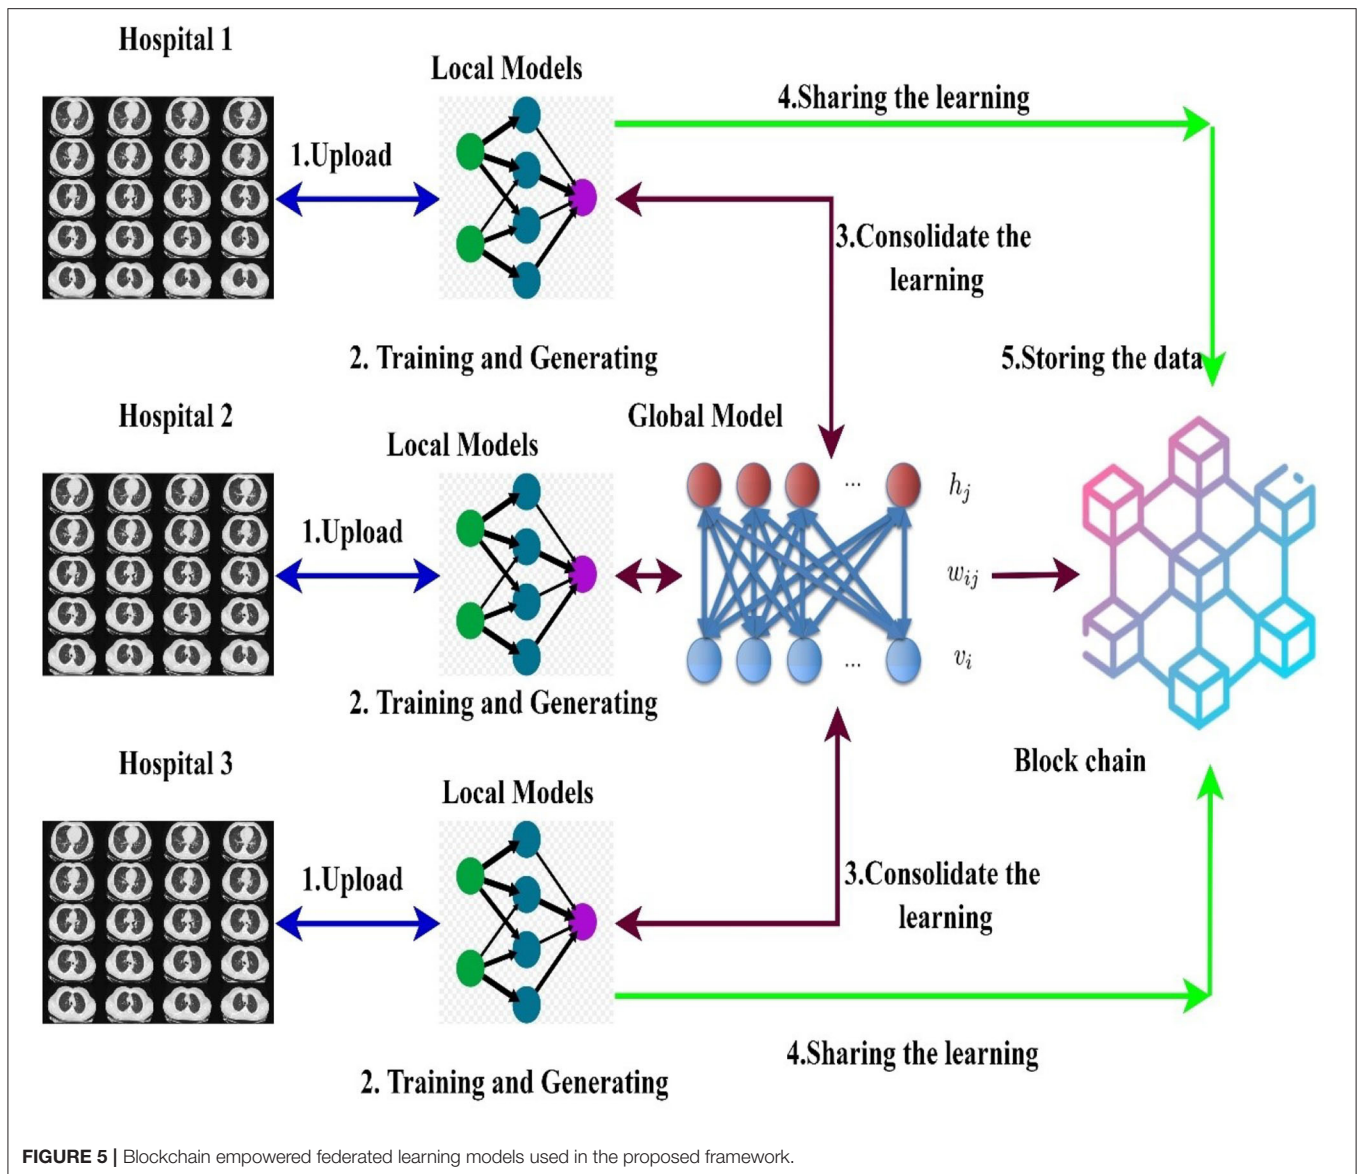 Hospital 1
Local Models
4.Sharing the learning
1.Upload
3.Consolidate the
learning
2. Training and Generating
5.Storing the data
Hospital 2
Global Model
Local Models
...
h_j
1.Upload
w_{ij}
...
v_i
2. Training and Generating
Hospital 3
Block chain
Local Models
1.Upload
3.Consolidate the
learning
4.Sharing the learning
2. Training and Generating
FIGURE 5 | Blockchain empowered federated learning models used in the proposed framework.